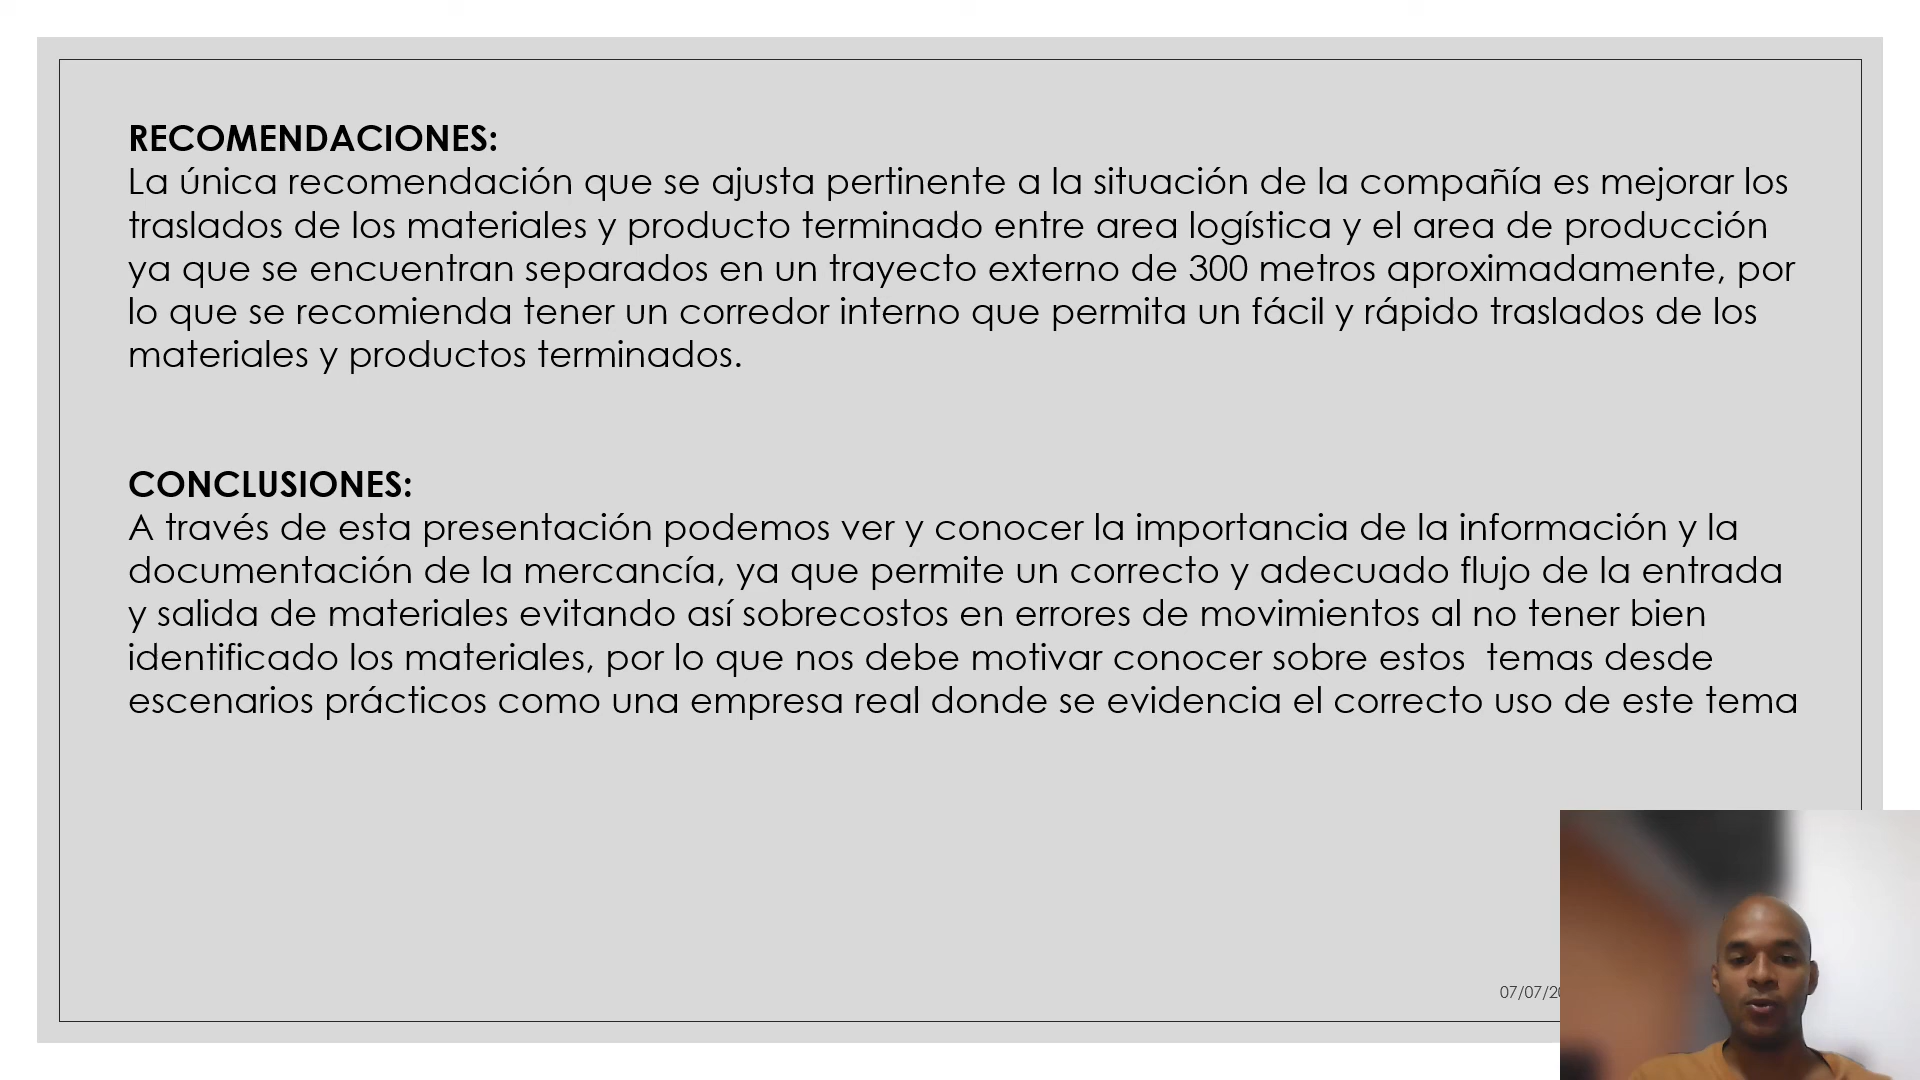 RECOMENDACIONES:
La única recomendación que se ajusta pertinente a la situación de la compañía es mejorar los
traslados de los materiales y producto terminado entre area logística y el area de producción
ya que se encuentran separados en un trayecto externo de 300 metros aproximadamente, por
lo que se recomienda tener un corredor interno que permita un fácil y rápido traslados de los
materiales y productos terminados.
CONCLUSIONES:
A través de esta presentación podemos ver y conocer la importancia de la información y la
documentación de la mercancía, ya que permite un correcto y adecuado flujo de la entrada
y salida de materiales evitando así sobrecostos en errores de movimientos al no tener bien
identificado los materiales, por lo que nos debe motivar conocer sobre estos  temas desde
escenarios prácticos como una empresa real donde se evidencia el correcto uso de este tema
07/07/2